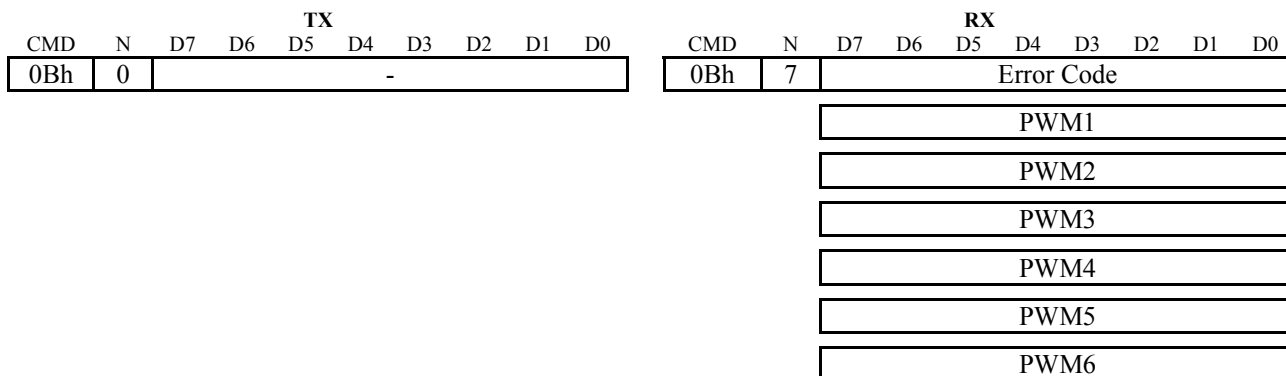 TX RX
CMD N D7 D6 D5 D4 D3 D2 D1 D0 CMD N D7 D6 D5 D4 D3 D2 D1 D0
0Bh 0 - 0Bh 7 Error Code
PWM1
PWM2
PWM3
PWM4
PWM5
PWM6